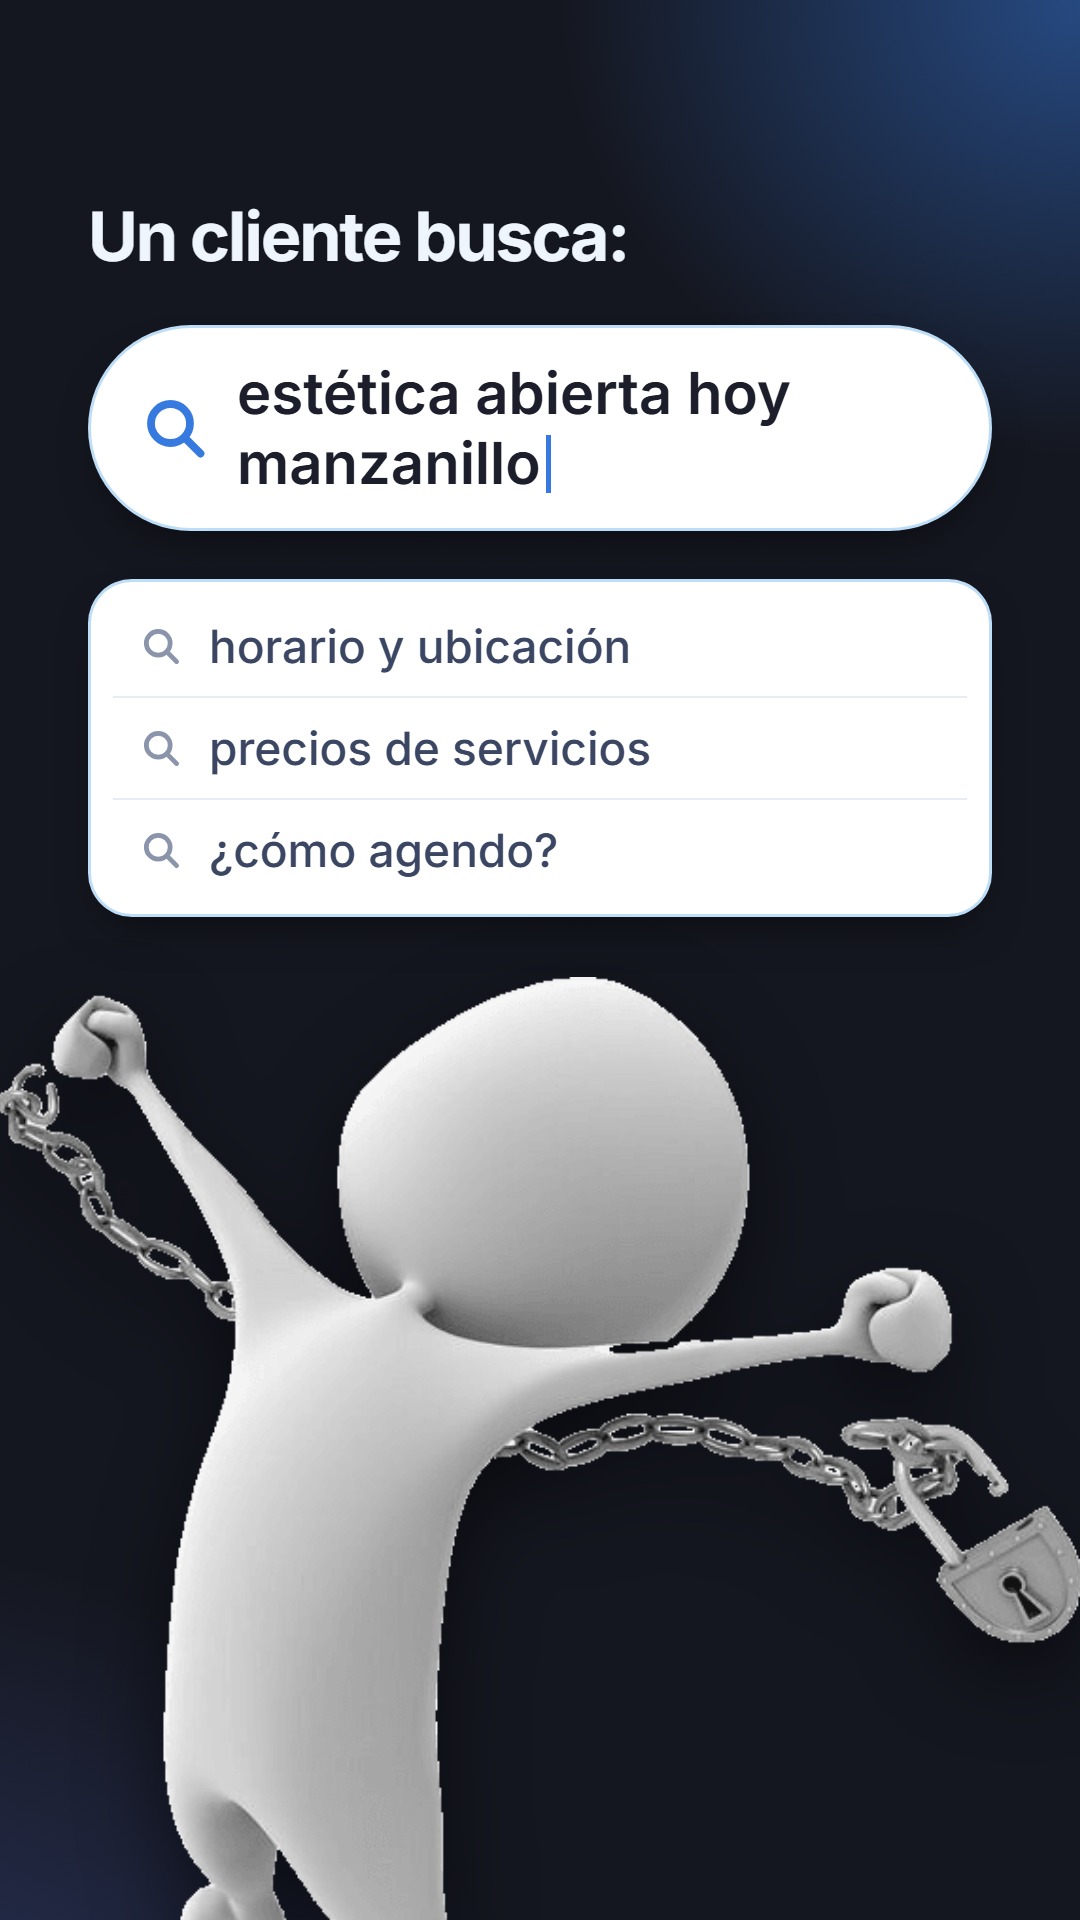 Un cliente busca:
estética abierta hoy
manzanillo
horario y ubicación
precios de servicios
¿cómo agendo?